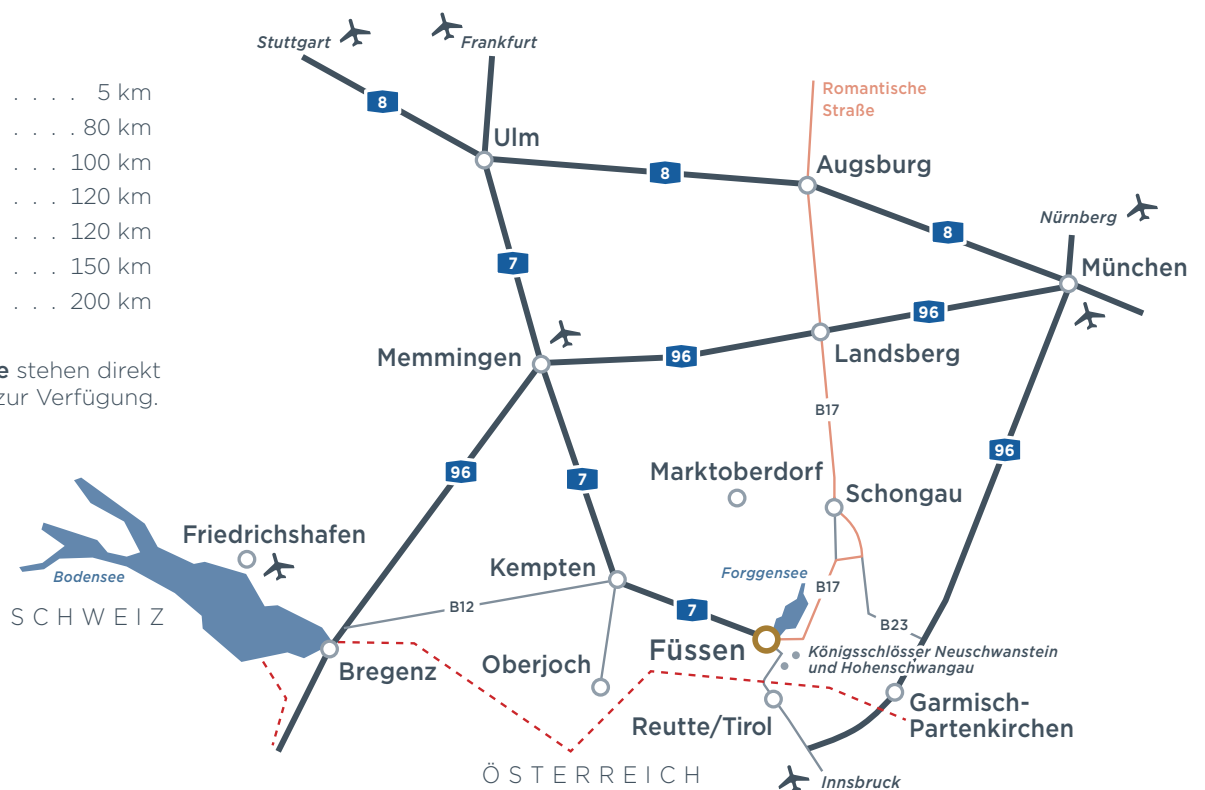 Stuttgart
Frankfurt
. . . . 5 km
. . . . 80 km
. . . 100 km
. . . 120 km
. . . 120 km
. . . 150 km
. . . 200 km
e stehen direkt
zur Verfügung.
Romantische
Straße
8
Ulm
8
Augsburg
8
Nürnberg
München
7
96
Landsberg
Memmingen
96
B17
96
96
7
Marktoberdorf
Schongau
Friedrichshafen
Bodensee
SCHWEIZ
Kempten
Forggensee
B17
B12
7
B23
Füssen
Königsschlösser Neuschwanstein
und Hohenschwangau
Bregenz
Oberjoch
Reutte/Tirol
Garmisch-
Partenkirchen
ÖSTERREICH
Innsbruck